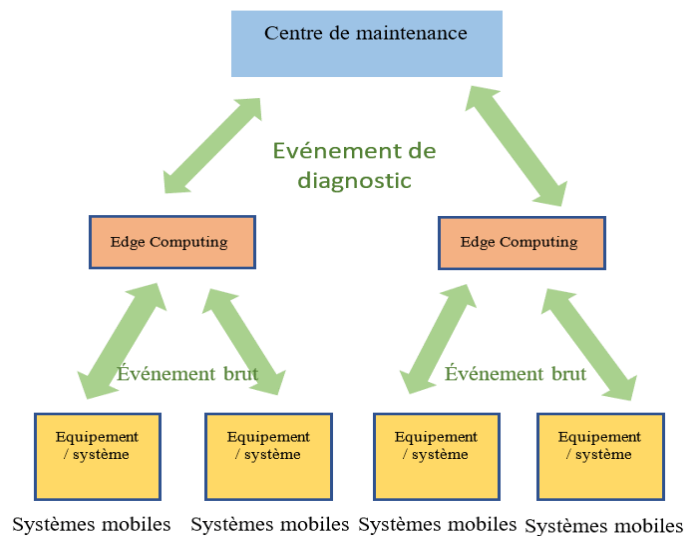 Centre de maintenance
Evénement de
diagnostic
Edge Computing
Edge Computing
Événement brut
Événement brut
Equipement
/ système
Equipement
/ système
Equipement
/ système
Equipement
/ système
Systèmes mobiles
Systèmes mobiles
Systèmes mobiles
Systèmes mobiles